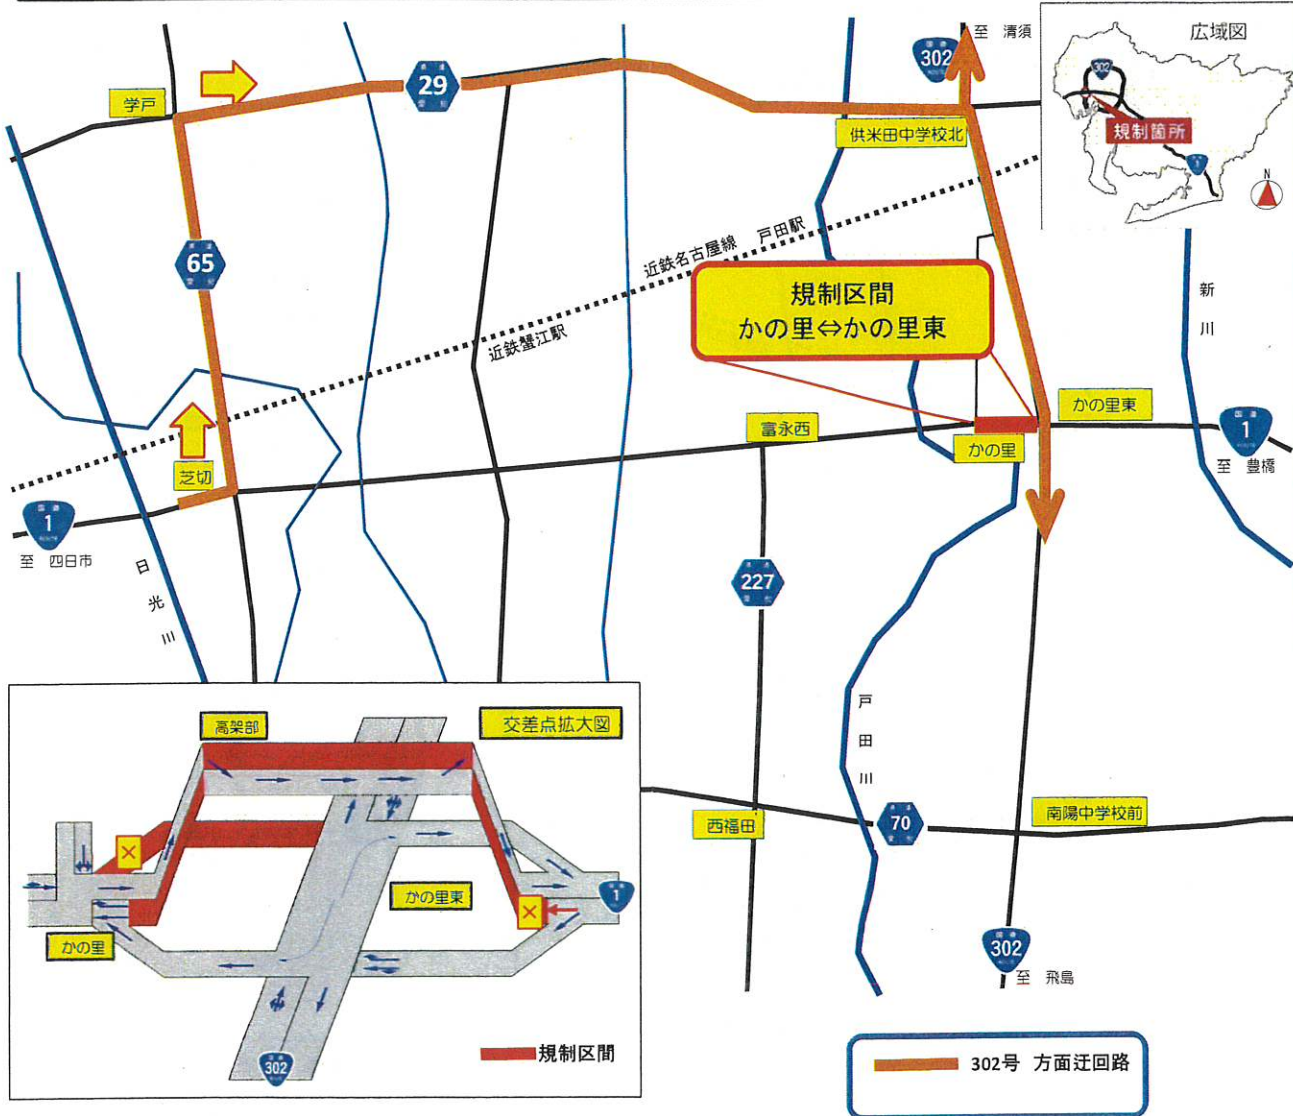 至 清須
302
広域図
302
規制箇所
1
N
学戸
29
供米田中学校北
65
近鉄名古屋線 戸田駅
近鉄蟹江駅
規制区間
かの里⇔かの里東
新川
かの里東
富永西
かの里
国道
1
至 豊橋
芝切
国道
1
至 四日市
日光川
227
戸田川
交差点拡大図
高架部
かの里東
かの里
1
302
規制区間
西福田
70
南陽中学校前
302
至 飛島
302号 方面迂回路